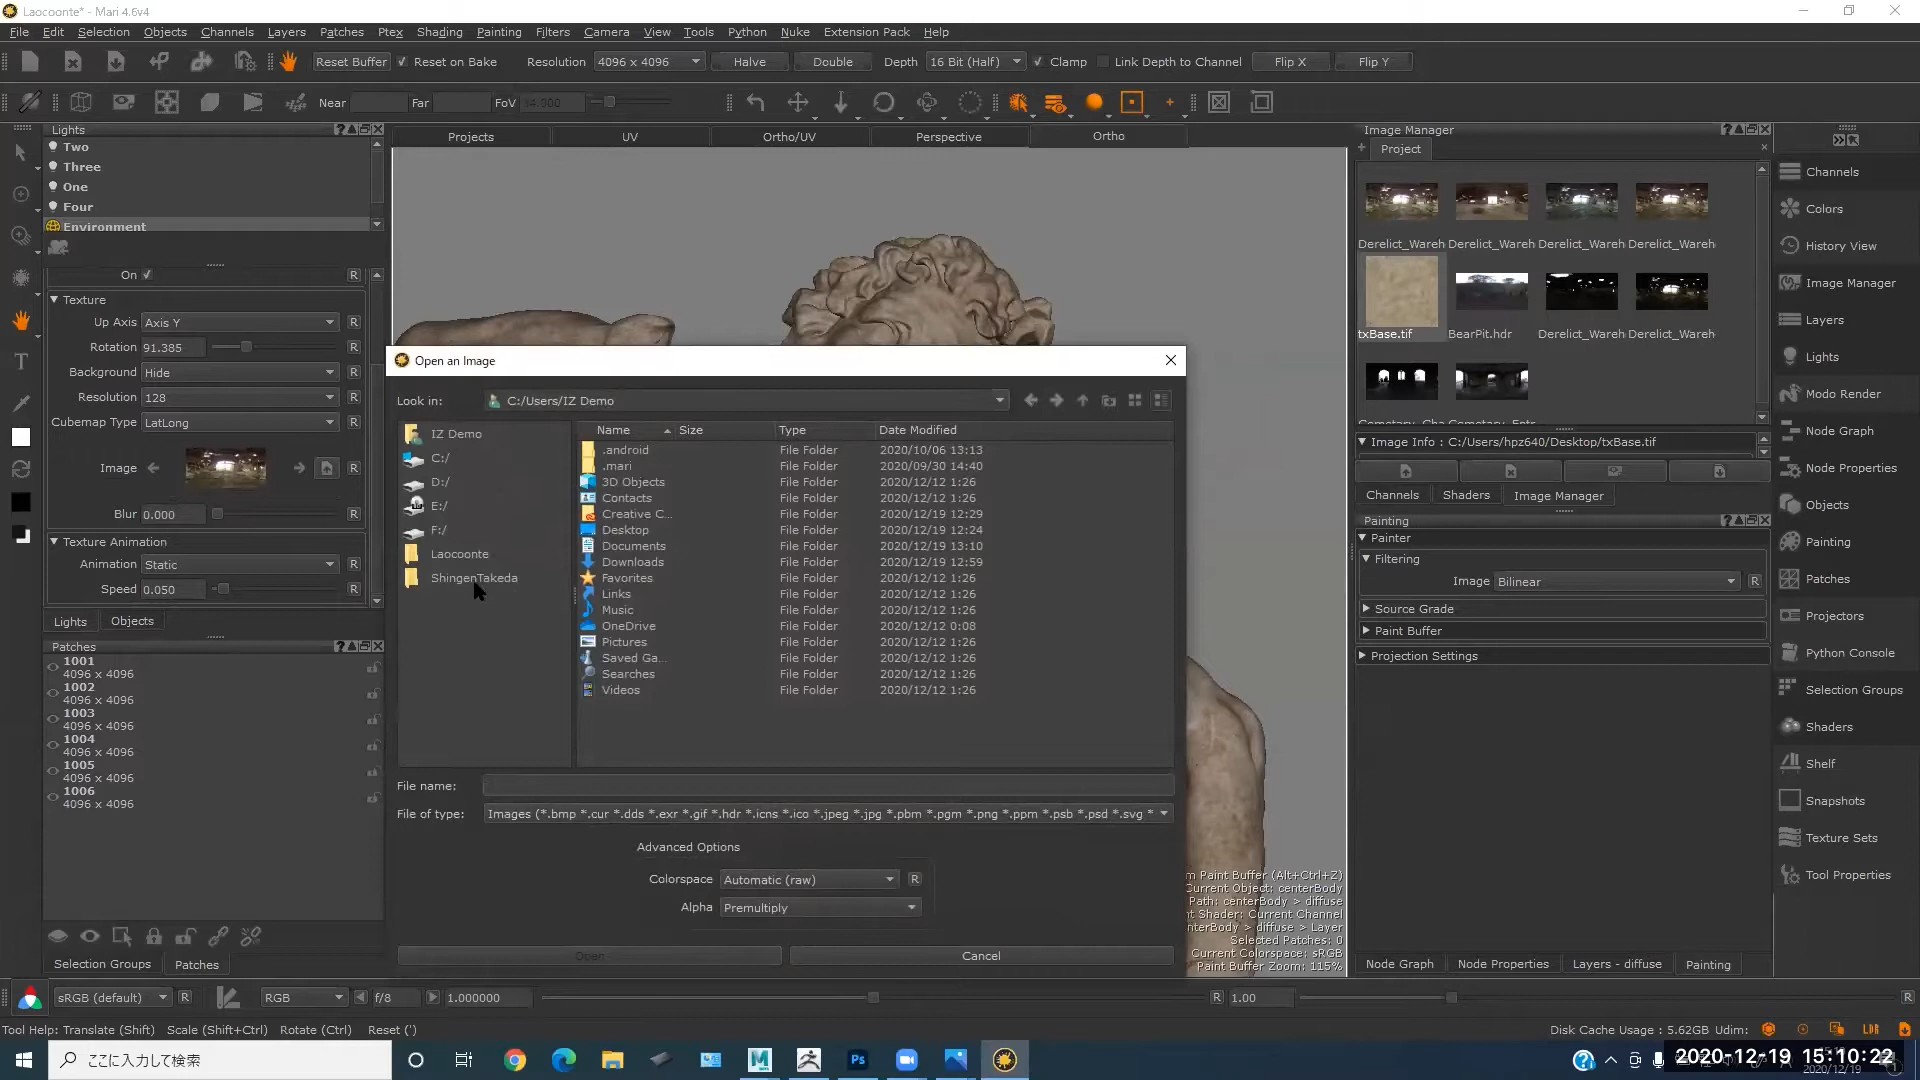 Laocoonte* - Mari 4.6v4
File Edit Selection Objects Channels Layers Patches Ptex Shading Painting Filters Camera View Tools Python Nuke Extension Pack Help
Reset Buffer Reset on Bake Resolution 4096 x 4096 Halve Double Depth 16 Bit (Half) Clamp Link Depth to Channel Flip X Flip Y
Near Far FoV
Lights
Two
Three
One
Four
Environment
On R
Texture
Up Axis Axis Y R
Rotation 91.385 R
Background Hide R
Resolution 128 R
Cubemap Type LatLong R
Image R
Blur 0.000 R
Texture Animation
Animation Static R
Speed 0.050 R
Lights Objects
Patches
1001
4096 x 4096
1002
4096 x 4096
1003
4096 x 4096
1004
4096 x 4096
1005
4096 x 4096
1006
4096 x 4096
Selection Groups Patches
Projects UV Ortho/UV Perspective Ortho
Open an Image
Look in: C:/Users/IZ Demo
IZ Demo
C:/
D:/
E:/
F:/
Laocoonte
ShingenTakeda
Name Size Type Date Modified
.android File Folder 2020/10/06 13:13
.mari File Folder 2020/09/30 14:40
3D Objects File Folder 2020/12/12 1:26
Contacts File Folder 2020/12/12 1:26
Creative C... File Folder 2020/12/19 12:29
Desktop File Folder 2020/12/19 12:24
Documents File Folder 2020/12/19 13:10
Downloads File Folder 2020/12/19 12:59
Favorites File Folder 2020/12/12 1:26
Links File Folder 2020/12/12 1:26
Music File Folder 2020/12/12 1:26
OneDrive File Folder 2020/12/12 0:08
Pictures File Folder 2020/12/12 1:26
Saved Ga... File Folder 2020/12/12 1:26
Searches File Folder 2020/12/12 1:26
Videos File Folder 2020/12/12 1:26
File name:
File of type: Images (*.bmp *.cur *.dds *.exr *.gif *.hdr *.icns *.ico *.jpeg *.jpg *.pbm *.pgm *.png *.ppm *.psb *.psd *.svg *
Advanced Options
Colorspace Automatic (raw) R
Alpha Premultiply
Open Cancel
m Paint Buffer (Alt+Ctrl+Z)
Current Object: centerBody
Path: centerBody > diffuse
t Shader: Current Channel
nterBody > diffuse > Layer
Selected Patches: 0
Current Colorspace: sRGB
Paint Buffer Zoom: 115%
Image Manager
Project
Derelict_Wareh Derelict_Wareh Derelict_Wareh Derelict_Wareh
txBase.tif BearPit.hdr Derelict_Wareh Derelict_Wareh
Image Info : C:/Users/hpz640/Desktop/txBase.tif
Channels Shaders Image Manager
Painting
Painter
Filtering
Image Bilinear R
Source Grade
Paint Buffer
Projection Settings
Node Graph Node Properties Layers - diffuse Painting
Channels
Colors
History View
Image Manager
Layers
Lights
Modo Render
Node Graph
Node Properties
Objects
Painting
Patches
Projectors
Python Console
Selection Groups
Shaders
Shelf
Snapshots
Texture Sets
Tool Properties
sRGB (default) R RGB f/8 1.000000 R 1.00 R
Tool Help: Translate (Shift) Scale (Shift+Ctrl) Rotate (Ctrl) Reset (') Disk Cache Usage : 5.62GB Udim: LDR
ここに入力して検索
2020-12-19 15:10:22
2020/12/19